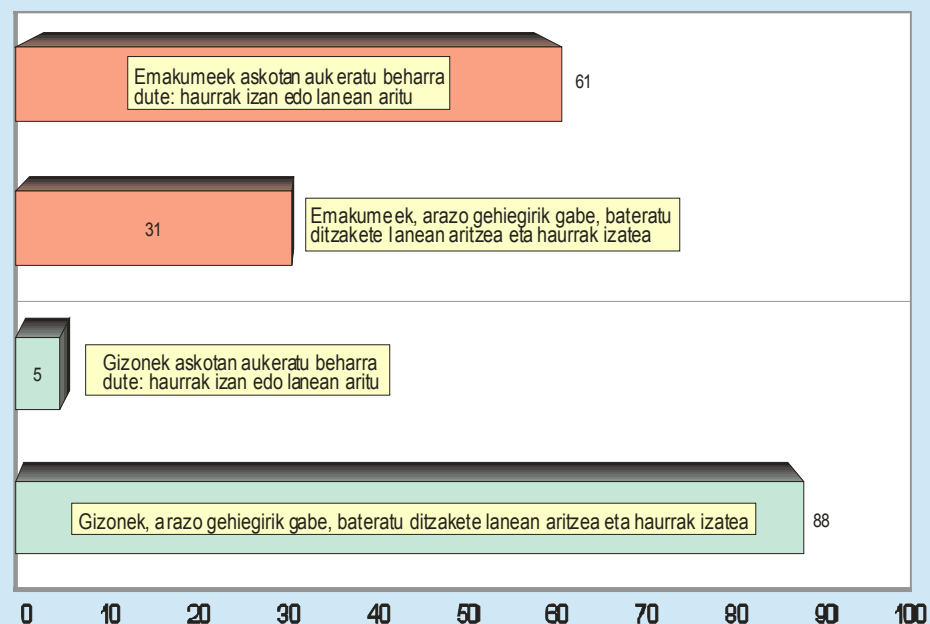 Emakumeek askotan aukeratu beharra
dute: haurrak izan edo lanean aritu
61
31
Emakumeek, arazo gehiegirik gabe, bateratu
ditzakete lanean aritzea eta haurrak izatea
5
Gizonek askotan aukeratu beharra
dute: haurrak izan edo lanean aritu
Gizonek, arazo gehiegirik gabe, bateratu ditzakete lanean aritzea eta haurrak izatea
88
0 10 20 30 40 50 60 70 80 90 100